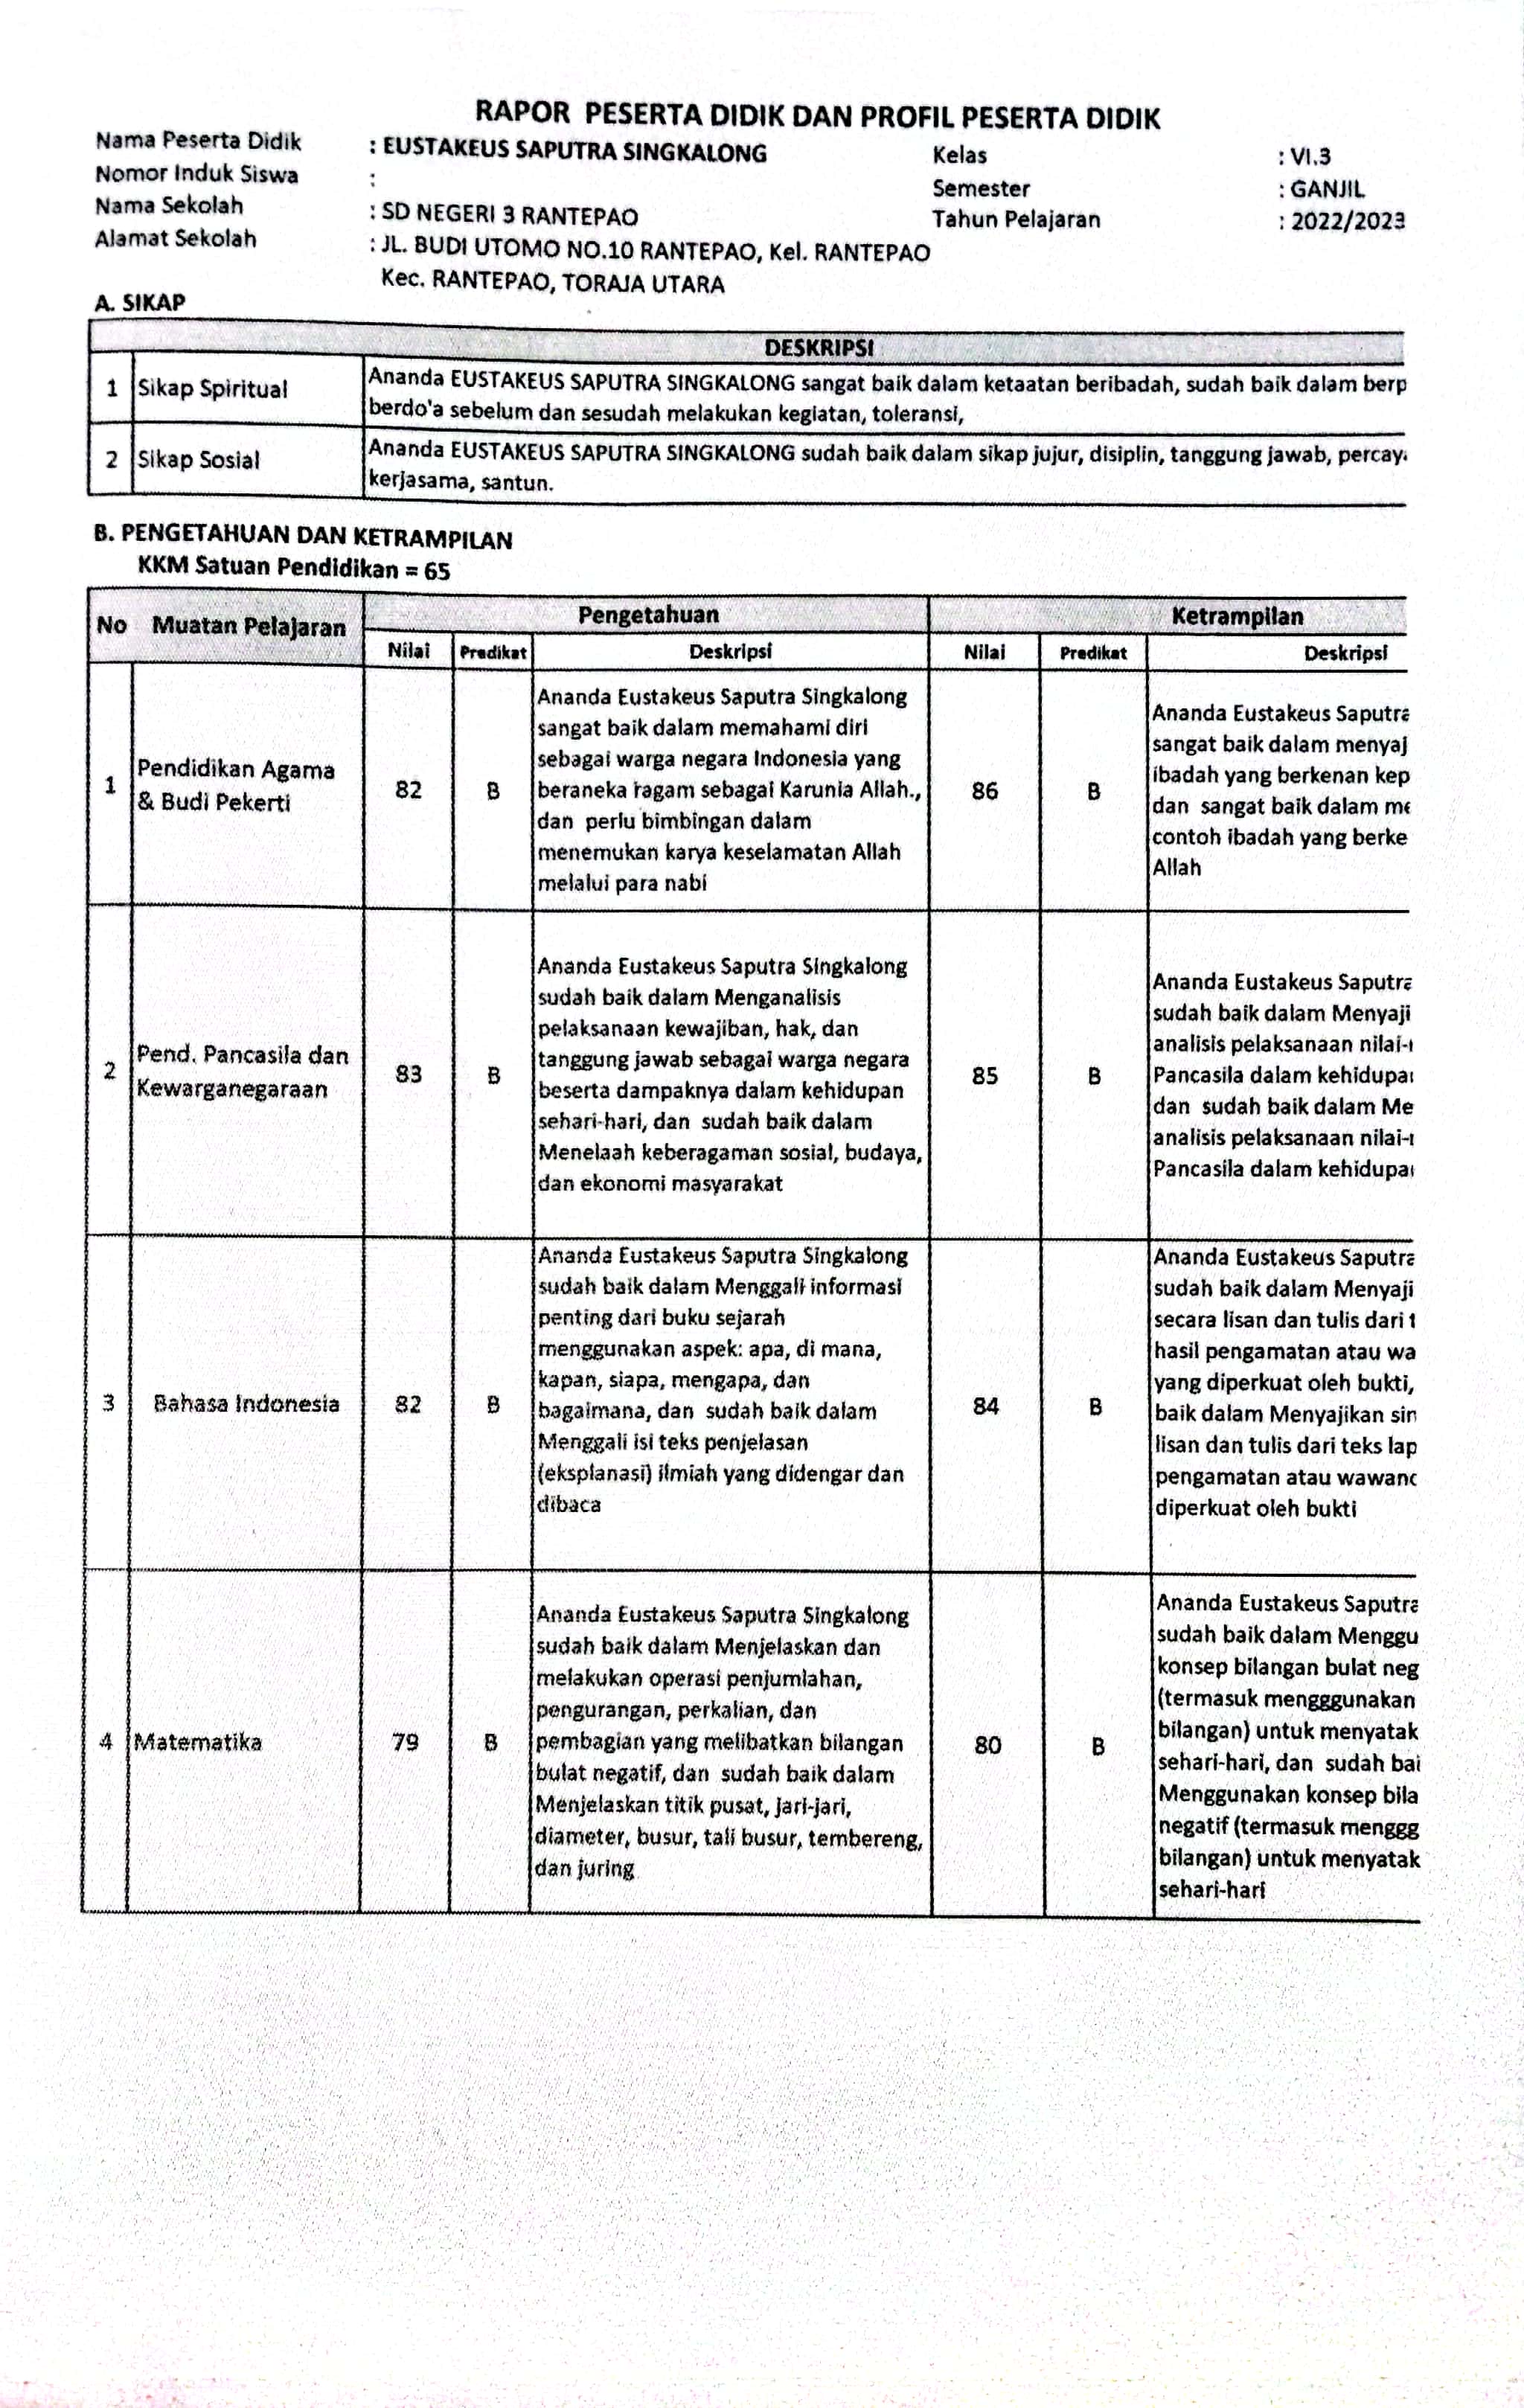 RAPOR PESERTA DIDIK DAN PROFIL PESERTA DIDIK
Nama Peserta Didik : EUSTAKEUS SAPUTRA SINGKALONG Kelas : VI.3
Nomor Induk Siswa : Semester : GANJIL
Nama Sekolah : SD NEGERI 3 RANTEPAO Tahun Pelajaran : 2022/2023
Alamat Sekolah : JL. BUDI UTOMO NO.10 RANTEPAO, Kel. RANTEPAO
Kec. RANTEPAO, TORAJA UTARA
A. SIKAP
DESKRIPSI
1 Sikap Spiritual
Ananda EUSTAKEUS SAPUTRA SINGKALONG sangat baik dalam ketaatan beribadah, sudah baik dalam berp
berdo'a sebelum dan sesudah melakukan kegiatan, toleransi,
2 Sikap Sosial
Ananda EUSTAKEUS SAPUTRA SINGKALONG sudah baik dalam sikap jujur, disiplin, tanggung jawab, percay
kerjasama, santun.
B. PENGETAHUAN DAN KETRAMPILAN
KKM Satuan Pendidikan = 65
No Muatan Pelajaran Pengetahuan Ketrampilan
Nilai Predikat Deskripsi Nilai Predikat Deskripsi
1
Pendidikan Agama
& Budi Pekerti
82
B
Ananda Eustakeus Saputra Singkalong
sangat baik dalam memahami diri
sebagai warga negara Indonesia yang
beraneka ragam sebagai Karunia Allah.,
dan perlu bimbingan dalam
menemukan karya keselamatan Allah
melalui para nabi
86
B
Ananda Eustakeus Saputra
sangat baik dalam menyaj
ibadah yang berkenan kep
dan sangat baik dalam me
contoh ibadah yang berke
Allah
2
Pend. Pancasila dan
Kewarganegaraan
83
B
Ananda Eustakeus Saputra Singkalong
sudah baik dalam Menganalisis
pelaksanaan kewajiban, hak, dan
tanggung jawab sebagai warga negara
beserta dampaknya dalam kehidupan
sehari-hari, dan sudah baik dalam
Menelaah keberagaman sosial, budaya,
dan ekonomi masyarakat
85
B
Ananda Eustakeus Saputra
sudah baik dalam Menyaji
analisis pelaksanaan nilai-
Pancasila dalam kehidupa
dan sudah baik dalam Me
analisis pelaksanaan nilai-
Pancasila dalam kehidupa
3
Bahasa Indonesia
82
B
Ananda Eustakeus Saputra Singkalong
sudah baik dalam Menggali informasi
penting dari buku sejarah
menggunakan aspek: apa, di mana,
kapan, siapa, mengapa, dan
bagaimana, dan sudah baik dalam
Menggali isi teks penjelasan
(eksplanasi) ilmiah yang didengar dan
dibaca
84
B
Ananda Eustakeus Saputra
sudah baik dalam Menyaji
secara lisan dan tulis dari
hasil pengamatan atau wa
yang diperkuat oleh bukti,
baik dalam Menyajikan sin
lisan dan tulis dari teks lap
pengamatan atau wawanc
diperkuat oleh bukti
4
Matematika
79
B
Ananda Eustakeus Saputra Singkalong
sudah baik dalam Menjelaskan dan
melakukan operasi penjumlahan,
pengurangan, perkalian, dan
pembagian yang melibatkan bilangan
bulat negatif, dan sudah baik dalam
Menjelaskan titik pusat, jari-jari,
diameter, busur, tali busur, tembereng,
dan juring
80
B
Ananda Eustakeus Saputra
sudah baik dalam Menggu
konsep bilangan bulat neg
(termasuk mengggunakan
bilangan) untuk menyatak
sehari-hari, dan sudah bai
Menggunakan konsep bila
negatif (termasuk menggg
bilangan) untuk menyatak
sehari-hari